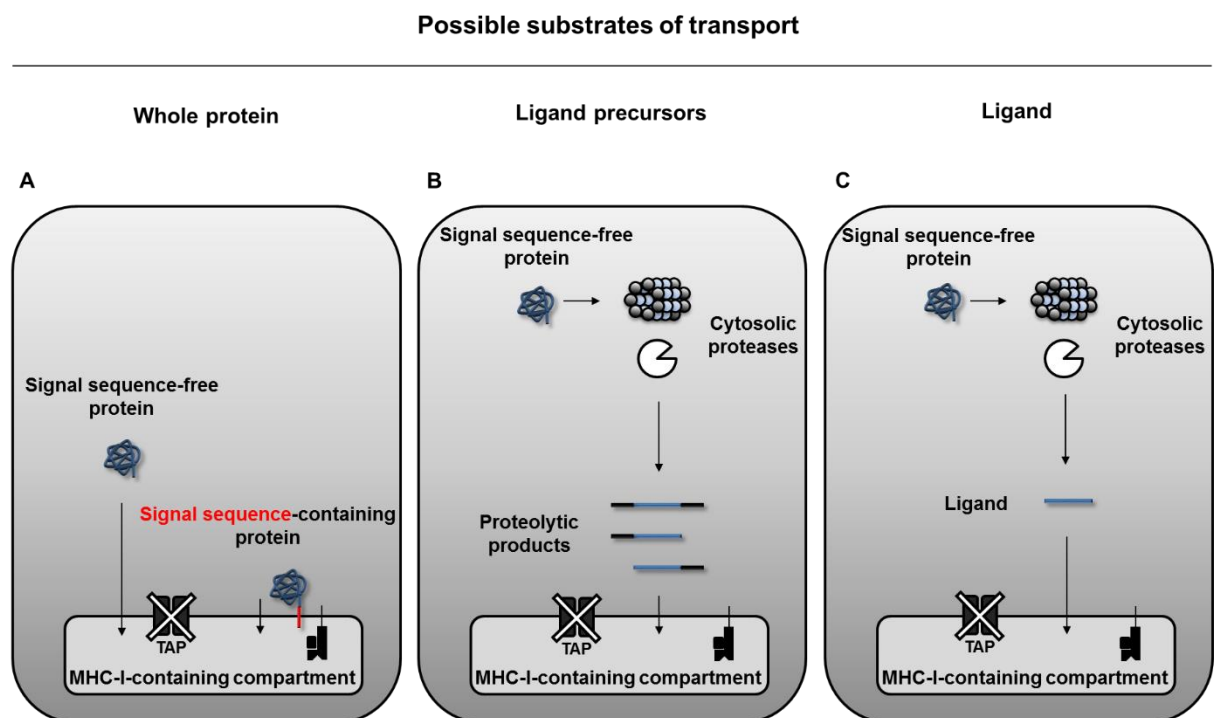 Possible substrates of transport
Whole protein
Ligand precursors
Ligand
A
Signal sequence-free
protein
Signal sequence-containing
protein
TAP
MHC-I-containing compartment
B
Signal sequence-free
protein
Cytosolic
proteases
Proteolytic
products
TAP
MHC-I-containing compartment
C
Signal sequence-free
protein
Cytosolic
proteases
Ligand
TAP
MHC-I-containing compartment